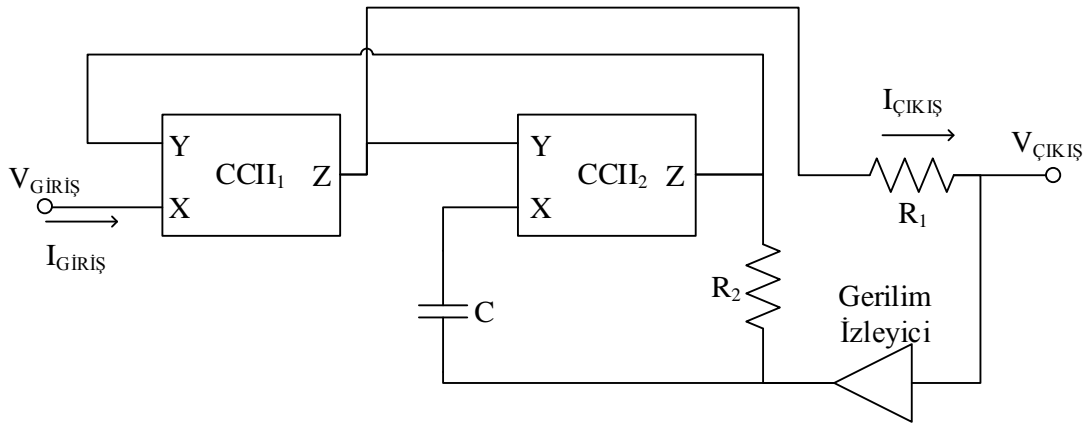 I_ÇIKIŞ
V_ÇIKIŞ
Y
CCII₁
Z
X
Y
CCII₂
Z
X
V_GİRİŞ
I_GİRİŞ
R₁
R₂
C
Gerilim
İzleyici